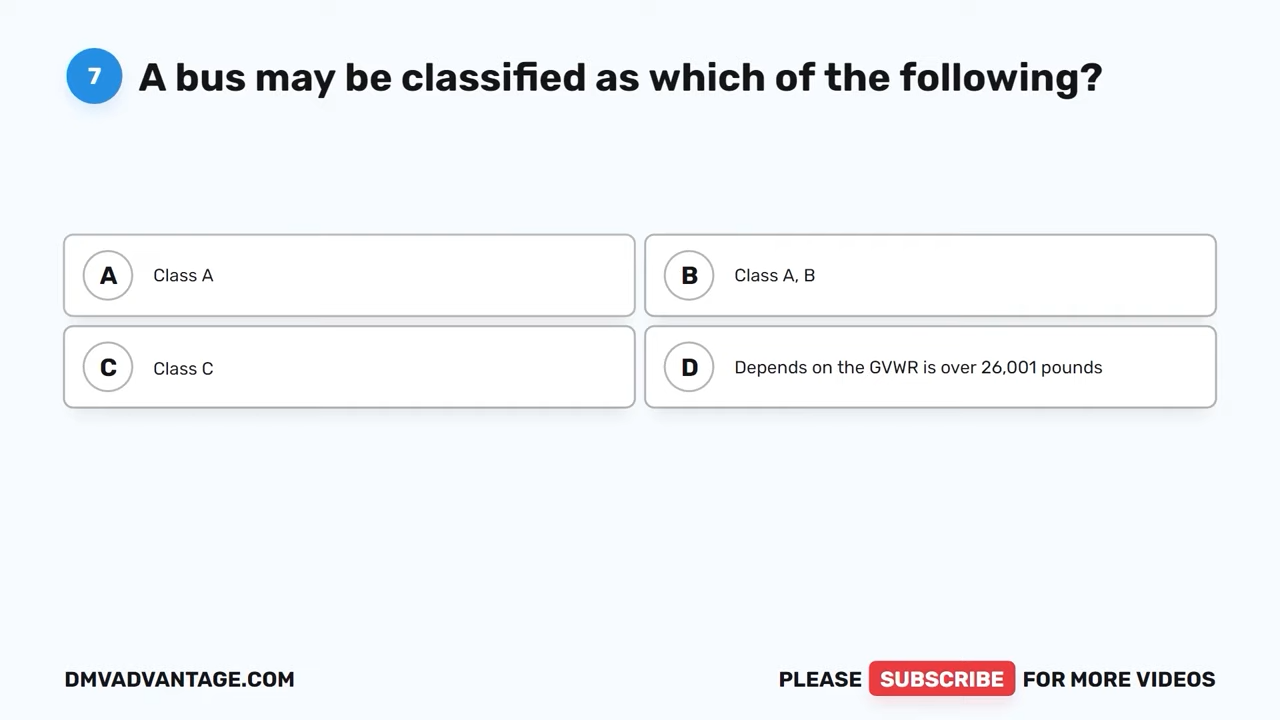 7 A bus may be classified as which of the following?
A Class A
B Class A, B
C Class C
D Depends on the GVWR is over 26,001 pounds
DMVADVANTAGE.COM
PLEASE SUBSCRIBE FOR MORE VIDEOS